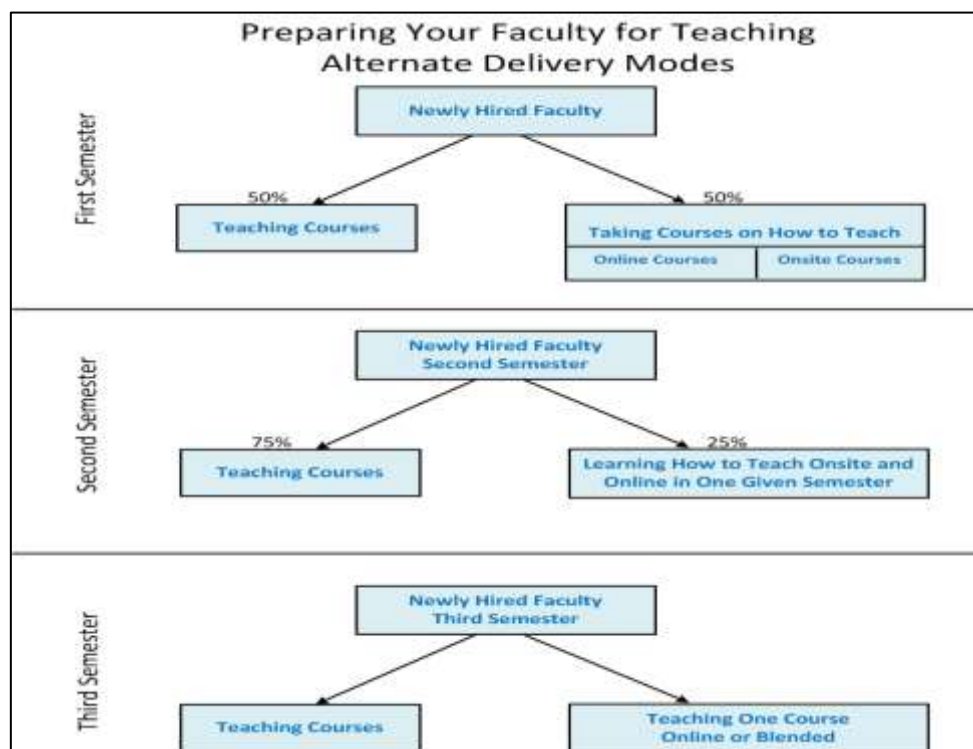 Preparing Your Faculty for Teaching
Alternate Delivery Modes
First Semester
Newly Hired Faculty
50%
50%
Teaching Courses
Taking Courses on How to Teach
Online Courses
Onsite Courses
Second Semester
Newly Hired Faculty
Second Semester
75%
25%
Teaching Courses
Learning How to Teach Onsite and
Online in One Given Semester
Third Semester
Newly Hired Faculty
Third Semester
Teaching Courses
Teaching One Course
Online or Blended